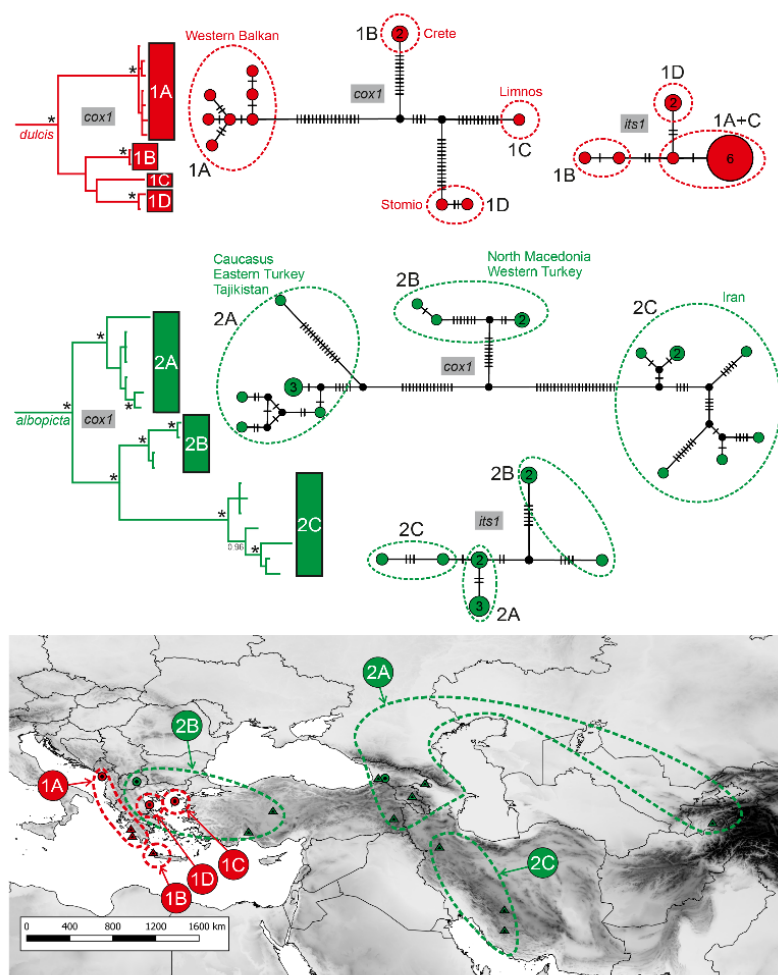 Western Balkan
1B
2
Crete
1D
1A
*
*
cox1
dulcis
cox1
Limnos
its1
2
1A+C
6
*
1B
1C
*
1D
1A
1C
1B
Stomio
1D
Caucasus
Eastern Turkey
Tajikistan
North Macedonia
Western Turkey
Iran
2A
2B
2
2C
2
3
cox1
*
*
*
2A
*
albopicta
cox1
*
*
2B
*
*
0.96
*
2C
2B
2
its1
2C
2
3
2A
2A
2B
1A
2C
1C
1D
1B
0 400 800 1200 1600 km